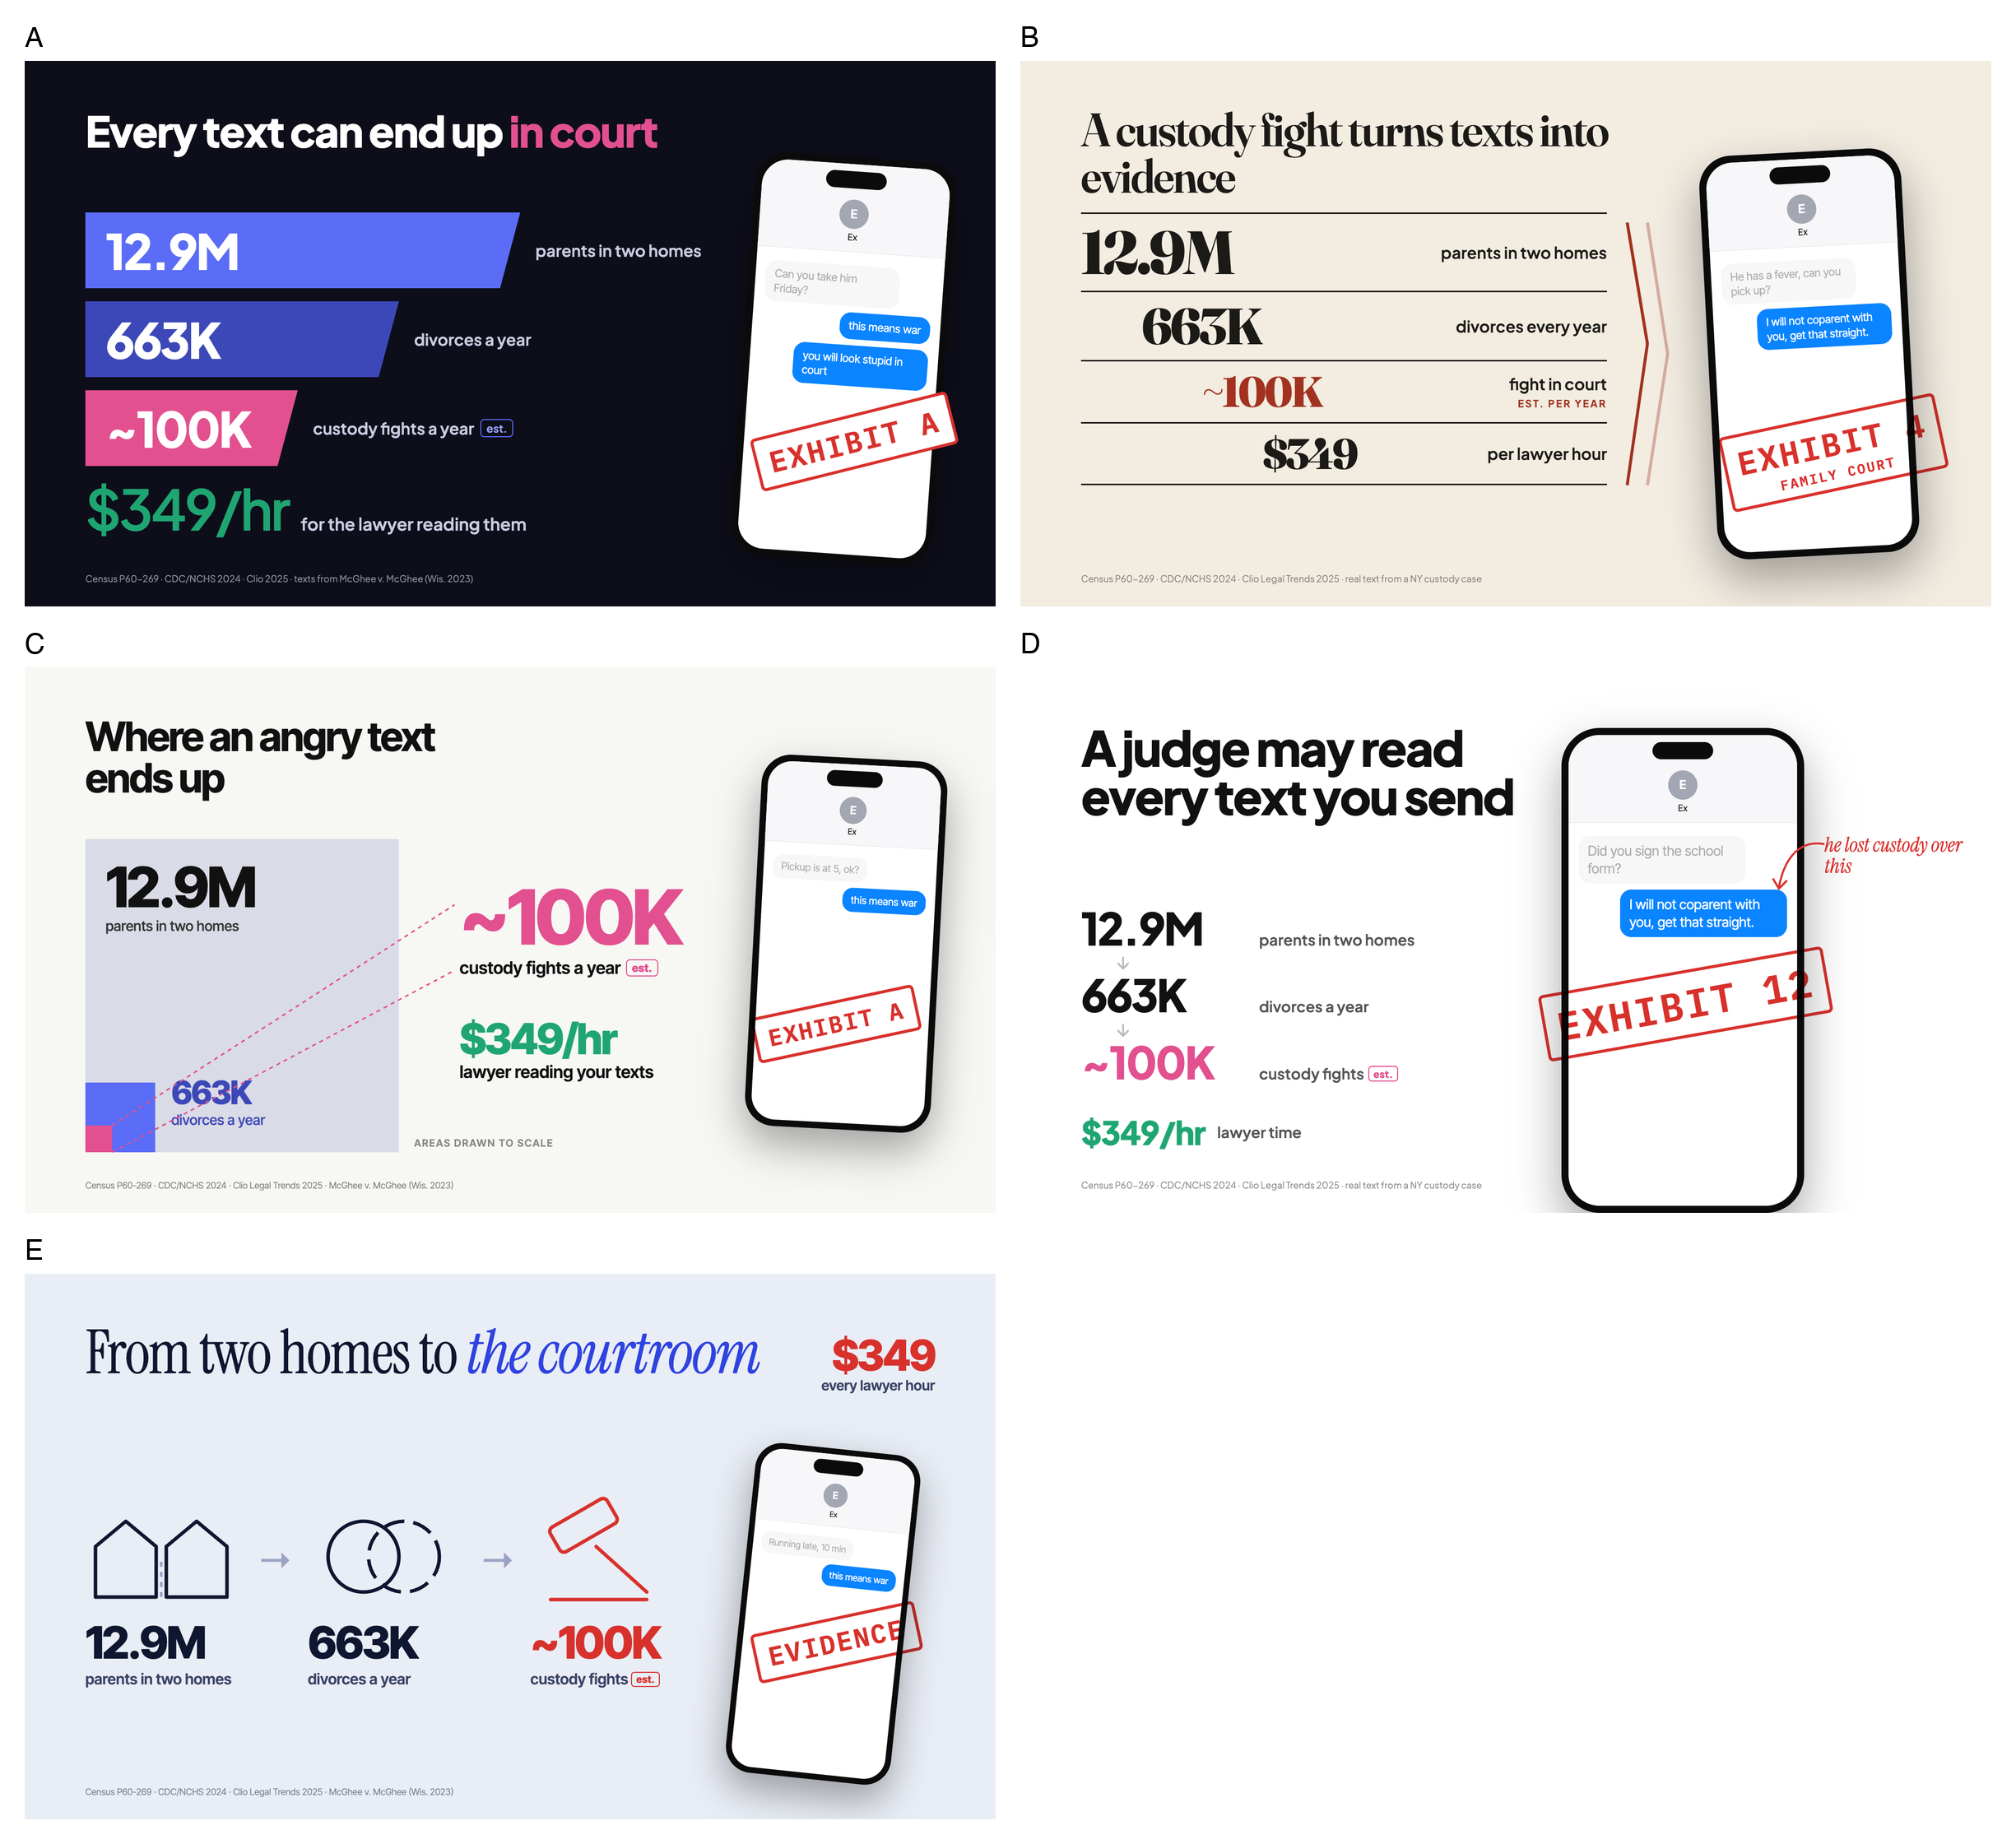 A
Every text can end up in court
12.9M
parents in two homes
663K
divorces a year
~100K
custody fights a year est.
$349/hr for the lawyer reading them
Census P60-269 · CDC/NCHS 2024 · Clio 2025 · texts from McGhee v. McGhee (Wis. 2023)
E
Ex
Can you take him
Friday?
this means war
you will look stupid in
court
EXHIBIT A
B
A custody fight turns texts into
evidence
12.9M
parents in two homes
663K
divorces every year
~100K
fight in court
EST. PER YEAR
$349
per lawyer hour
Census P60-269 · CDC/NCHS 2024 · Clio Legal Trends 2025 · real text from a NY custody case
E
Ex
He has a fever, can you
pick up?
I will not coparent with
you, get that straight.
EXHIBIT 4
FAMILY COURT
C
Where an angry text
ends up
12.9M
parents in two homes
663K
divorces a year
~100K
custody fights a year est.
$349/hr
lawyer reading your texts
AREAS DRAWN TO SCALE
Census P60-269 · CDC/NCHS 2024 · Clio Legal Trends 2025 · McGhee v. McGhee (Wis. 2023)
E
Ex
Pickup is at 5, ok?
this means war
EXHIBIT A
D
A judge may read
every text you send
12.9M
parents in two homes
663K
divorces a year
~100K
custody fights est.
$349/hr lawyer time
Census P60-269 · CDC/NCHS 2024 · Clio Legal Trends 2025 · real text from a NY custody case
E
Ex
Did you sign the school
form?
I will not coparent with
you, get that straight.
he lost custody over
this
EXHIBIT 12
E
From two homes to the courtroom
$349
every lawyer hour
12.9M
parents in two homes
663K
divorces a year
~100K
custody fights est.
Census P60-269 · CDC/NCHS 2024 · Clio Legal Trends 2025 · McGhee v. McGhee (Wis. 2023)
E
Ex
Running late, 10 min
this means war
EVIDENCE